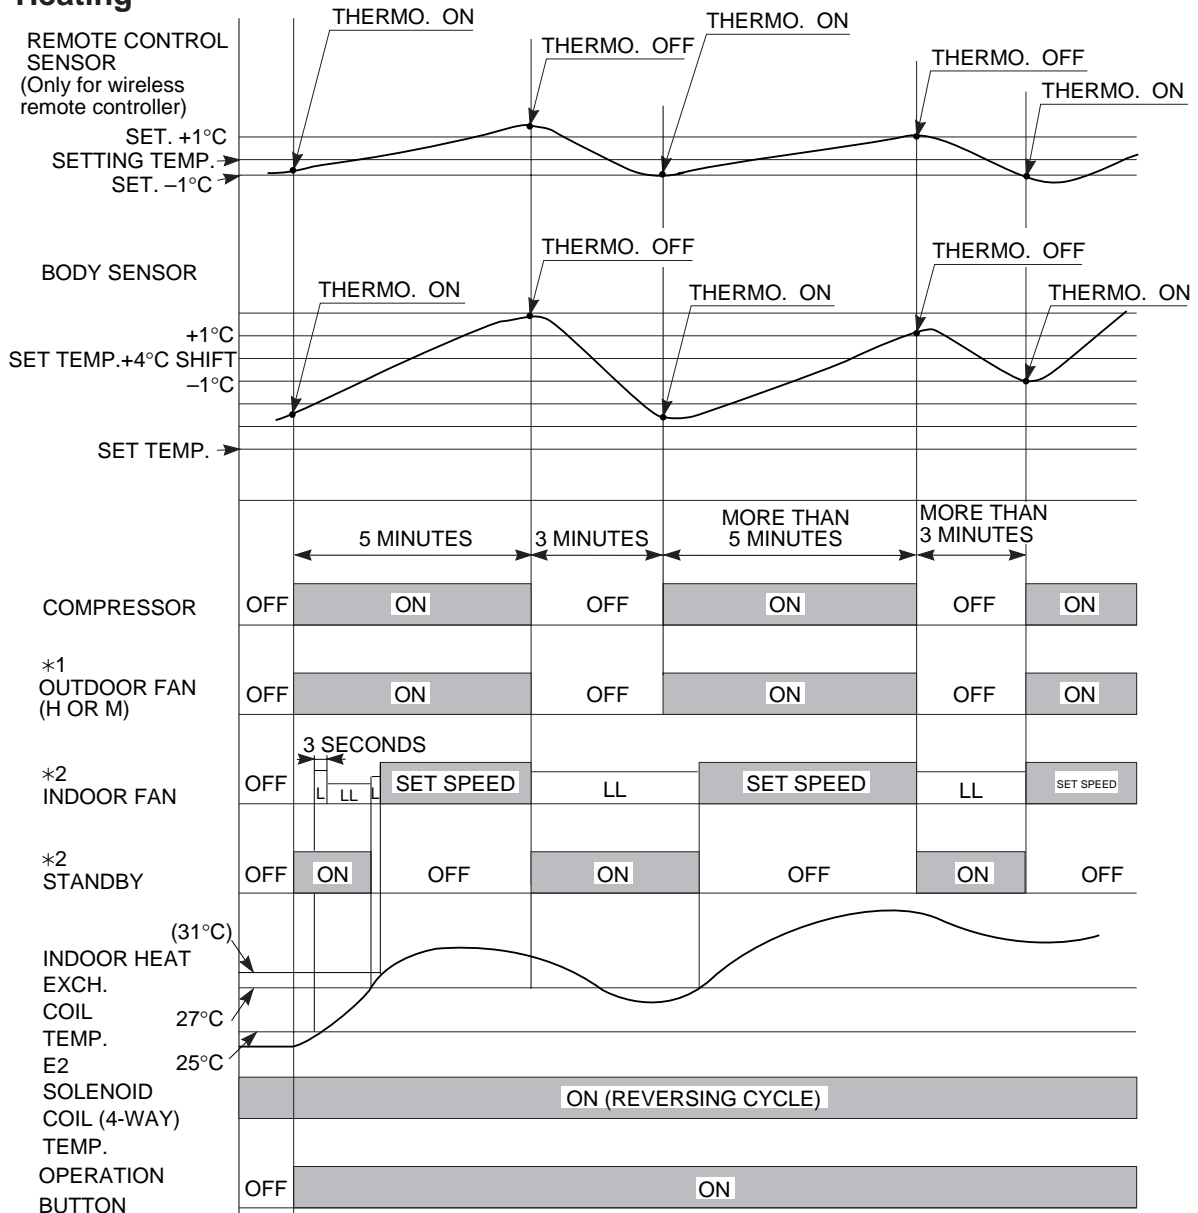 Heating
THERMO. ON
THERMO. OFF
THERMO. ON
THERMO. OFF
THERMO. ON
REMOTE CONTROL
SENSOR
(Only for wireless
remote controller)
SET. +1°C
SETTING TEMP.
SET. –1°C
BODY SENSOR
THERMO. ON
THERMO. OFF
THERMO. ON
THERMO. OFF
THERMO. ON
+1°C
SET TEMP.+4°C SHIFT
–1°C
SET TEMP.
5 MINUTES
3 MINUTES
MORE THAN
5 MINUTES
MORE THAN
3 MINUTES
COMPRESSOR
OFF ON OFF ON OFF ON
*1
OUTDOOR FAN
(H OR M)
OFF ON OFF ON OFF ON
3 SECONDS
*2
INDOOR FAN
OFF L LL L SET SPEED LL SET SPEED LL SET SPEED
*2
STANDBY
OFF ON OFF ON OFF ON OFF
(31°C)
INDOOR HEAT
EXCH.
COIL
TEMP.
E2
27°C
25°C
SOLENOID
COIL (4-WAY)
TEMP.
ON (REVERSING CYCLE)
OPERATION
BUTTON
OFF ON